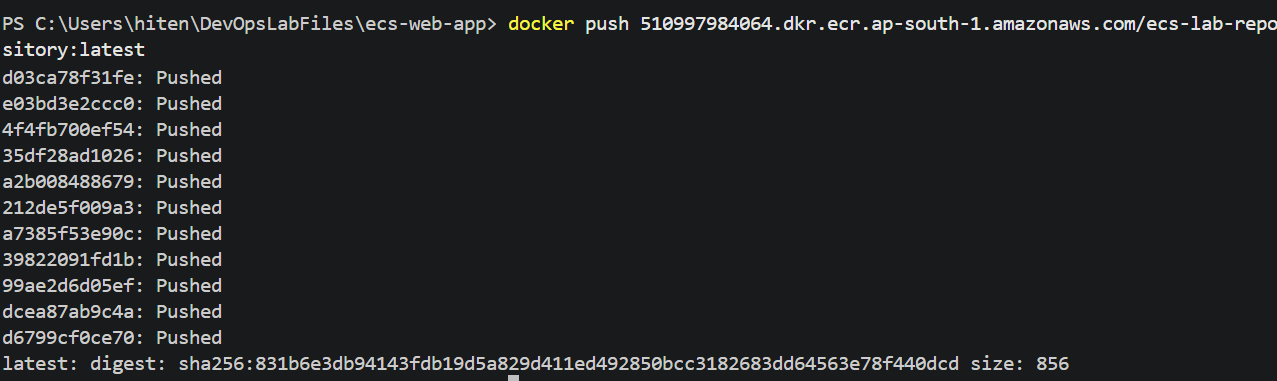 PS C:\Users\hiten\DevOpsLabFiles\ecs-web-app> docker push 510997984064.dkr.ecr.ap-south-1.amazonaws.com/ecs-lab-repo
sitory:latest
d03ca78f31fe: Pushed
e03bd3e2ccc0: Pushed
4f4fb700ef54: Pushed
35df28ad1026: Pushed
a2b008488679: Pushed
212de5f009a3: Pushed
a7385f53e90c: Pushed
39822091fd1b: Pushed
99ae2d6d05ef: Pushed
dcea87ab9c4a: Pushed
d6799cf0ce70: Pushed
latest: digest: sha256:831b6e3db94143fdb19d5a829d411ed492850bcc3182683dd64563e78f440dcd size: 856